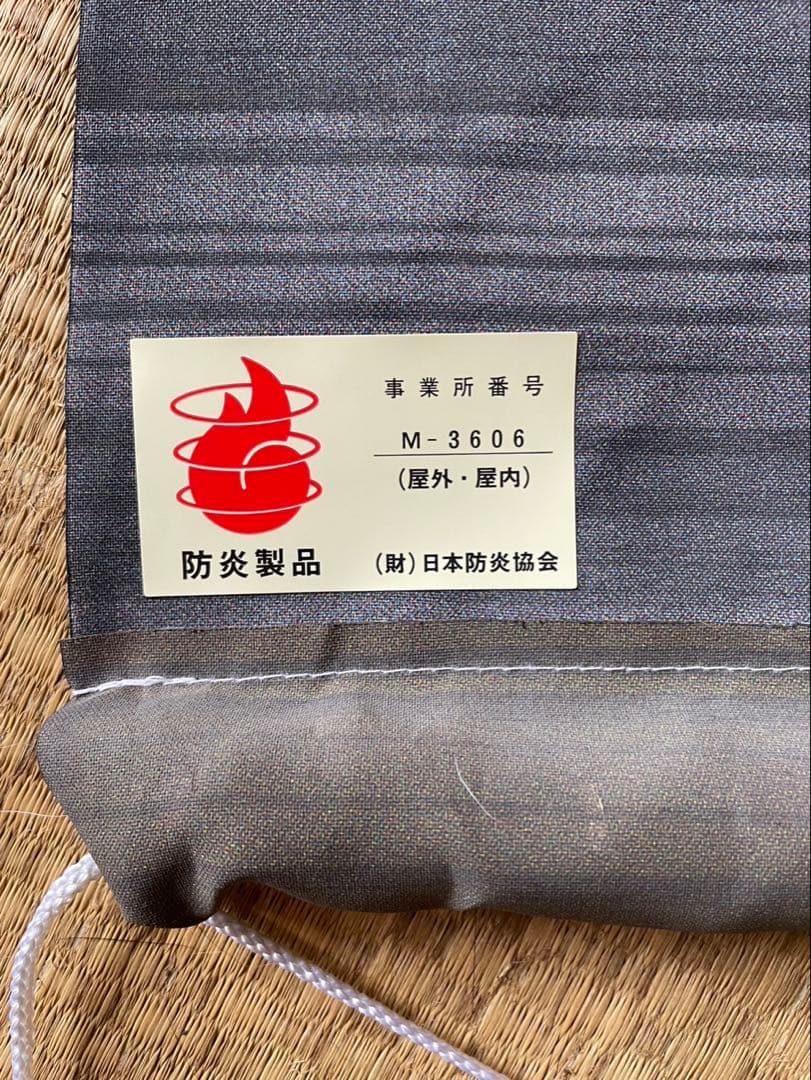 事業所番号
M-3606
(屋外・屋内)
防炎製品
(財)日本防炎協会